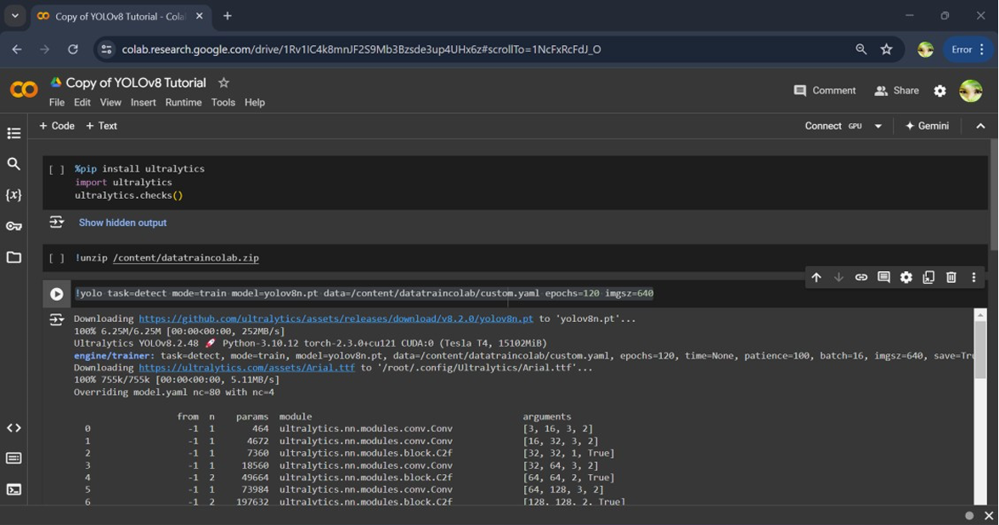 Copy of YOLOv8 Tutorial - Cola
colab.research.google.com/drive/1Rv1IC4k8mnJF2S9Mb3Bzsde3up4UHx6z#scrollTo=1NcFxRcFdJ_O
Error
Copy of YOLOv8 Tutorial
Comment
Share
File Edit View Insert Runtime Tools Help
+ Code + Text
Connect GPU
Gemini
[ ] %pip install ultralytics
import ultralytics
ultralytics.checks()
Show hidden output
[ ] !unzip /content/datatraincolab.zip
!yolo task=detect mode=train model=yolov8n.pt data=/content/datatraincolab/custom.yaml epochs=120 imgsz=640
Downloading https://github.com/ultralytics/assets/releases/download/v8.2.0/yolov8n.pt to 'yolov8n.pt'...
100% 6.25M/6.25M [00:00<00:00, 252MB/s]
Ultralytics YOLOv8.2.48 🚀 Python-3.10.12 torch-2.3.0+cu121 CUDA:0 (Tesla T4, 15102MiB)
engine/trainer: task=detect, mode=train, model=yolov8n.pt, data=/content/datatraincolab/custom.yaml, epochs=120, time=None, patience=100, batch=16, imgsz=640, save=Tru
Downloading https://ultralytics.com/assets/Arial.ttf to '/root/.config/Ultralytics/Arial.ttf'...
100% 755k/755k [00:00<00:00, 5.11MB/s]
Overriding model.yaml nc=80 with nc=4
from n params module arguments
0 -1 1 464 ultralytics.nn.modules.conv.Conv [3, 16, 3, 2]
1 -1 1 4672 ultralytics.nn.modules.conv.Conv [16, 32, 3, 2]
2 -1 1 7360 ultralytics.nn.modules.block.C2f [32, 32, 1, True]
3 -1 1 18560 ultralytics.nn.modules.conv.Conv [32, 64, 3, 2]
4 -1 2 49664 ultralytics.nn.modules.block.C2f [64, 64, 2, True]
5 -1 1 73984 ultralytics.nn.modules.conv.Conv [64, 128, 3, 2]
6 -1 2 197632 ultralytics.nn.modules.block.C2f [128, 128, 2, True]